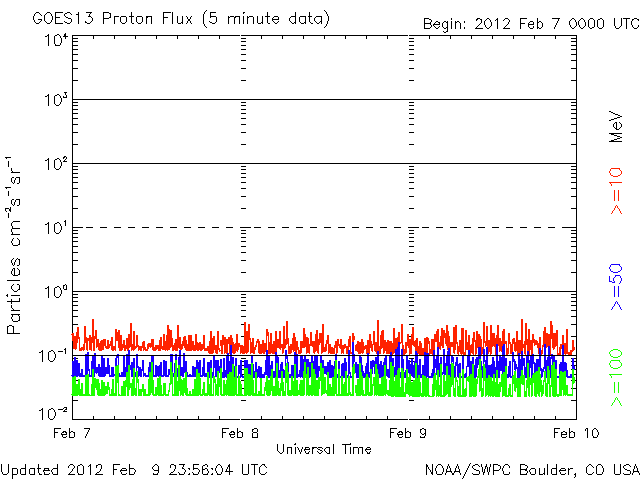 GOES13 Proton Flux (5 minute data)
Begin: 2012 Feb 7 0000 UTC
10⁴
10³
10²
10¹
10⁰
10⁻¹
10⁻²
Particles cm⁻²s⁻¹sr⁻¹
MeV
>=10
>=50
>=100
Feb 7
Feb 8
Feb 9
Feb 10
Universal Time
Updated 2012 Feb 9 23:56:04 UTC
NOAA/SWPC Boulder, CO USA